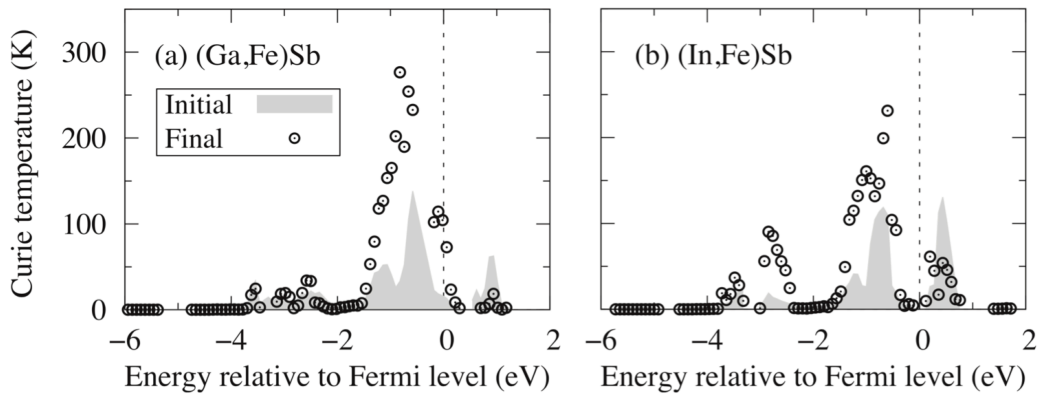 Curie temperature (K)
300
200
100
0
(a) (Ga,Fe)Sb
Initial
Final
−6 −4 −2 0 2
Energy relative to Fermi level (eV)
(b) (In,Fe)Sb
−6 −4 −2 0 2
Energy relative to Fermi level (eV)